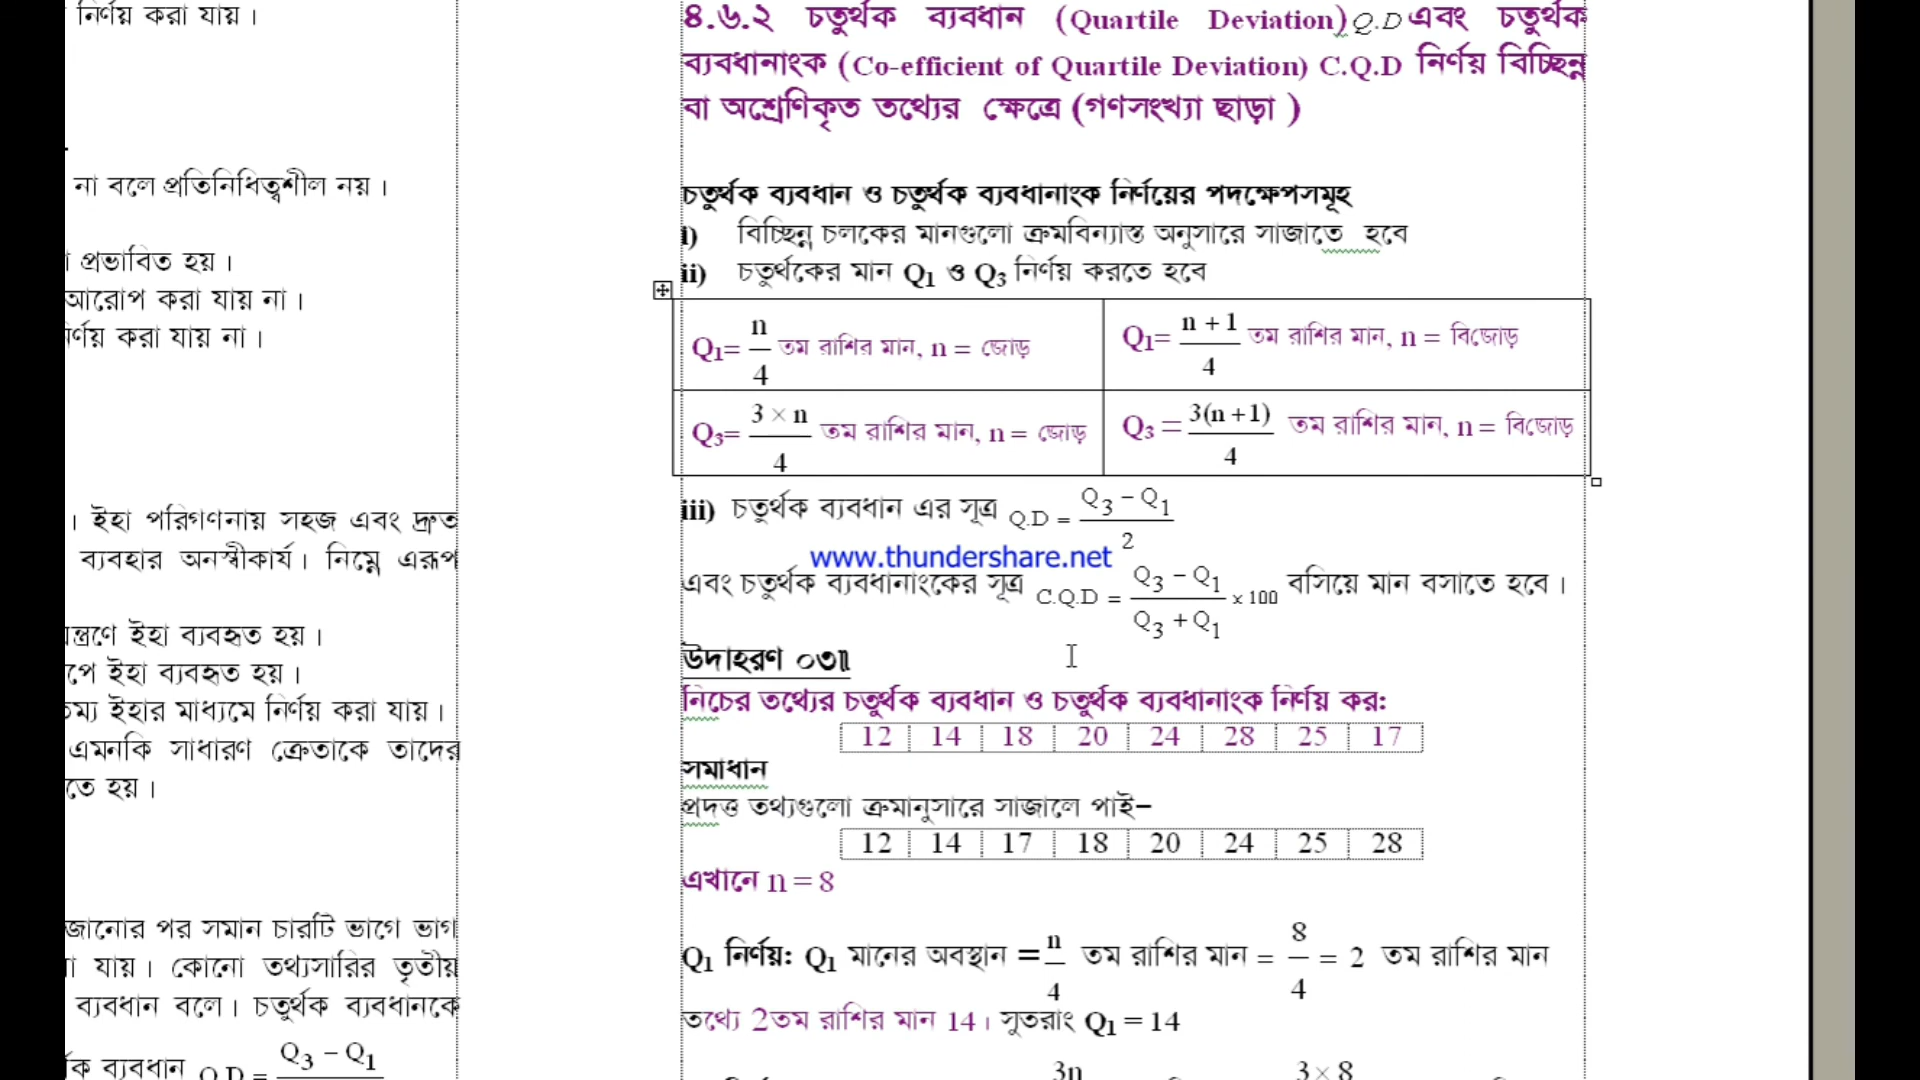 নির্ণয় করা যায়।
না বলে প্রতিনিধিত্বশীল নয়।
প্রভাবিত হয়।
আরোপ করা যায় না।
করা যায় না।
। ইহা পরিগণনায় সহজ এবং দ্রুত
ব্যবহার অনস্বীকার্য। নিম্নে এরূপ
ইহা ব্যবহৃত হয়।
পে ইহা ব্যবহৃত হয়।
ইহার মাধ্যমে নির্ণয় করা যায়।
এমনকি সাধারণ ক্রেতাকে তাদের
তে হয়।
জানোর পর সমান চারটি ভাগে ভাগ
যায়। কোনো তথ্যসারির তৃতীয়
ব্যবধান বলে। চতুর্থক ব্যবধানকে
র্থক ব্যবধান Q.D = Q3 − Q1
৪.৬.২ চতুর্থক ব্যবধান (Quartile Deviation) Q.D এবং চতুর্থক
ব্যবধানাংক (Co-efficient of Quartile Deviation) C.Q.D নির্ণয় বিচ্ছিন্ন
বা অশ্রেণিকৃত তথ্যের ক্ষেত্রে (গণসংখ্যা ছাড়া )
চতুর্থক ব্যবধান ও চতুর্থক ব্যবধানাংক নির্ণয়ের পদক্ষেপসমূহ
i) বিচ্ছিন্ন চলকের মানগুলো ক্রমবিন্যাস্ত অনুসারে সাজাতে হবে
ii) চতুর্থকের মান Q1 ও Q3 নির্ণয় করতে হবে
Q1= n/4 তম রাশির মান, n = জোড়
Q1= n + 1/4 তম রাশির মান, n = বিজোড়
Q3= 3 × n/4 তম রাশির মান, n = জোড়
Q3 = 3(n +1)/4 তম রাশির মান, n = বিজোড়
iii) চতুর্থক ব্যবধান এর সূত্র Q.D = Q3 − Q1/2
www.thundershare.net
এবং চতুর্থক ব্যবধানাংকের সূত্র C.Q.D = Q3 − Q1/Q3 + Q1 x 100 বসিয়ে মান বসাতে হবে।
উদাহরণ ০৩॥
নিচের তথ্যের চতুর্থক ব্যবধান ও চতুর্থক ব্যবধানাংক নির্ণয় কর:
12 14 18 20 24 28 25 17
সমাধান
প্রদত্ত তথ্যগুলো ক্রমানুসারে সাজালে পাই–
12 14 17 18 20 24 25 28
এখানে n = 8
Q1 নির্ণয়: Q1 মানের অবস্থান = n/4 তম রাশির মান = 8/4 = 2 তম রাশির মান
তথ্যে 2তম রাশির মান 14। সুতরাং Q1 = 14
3n 3 × 8